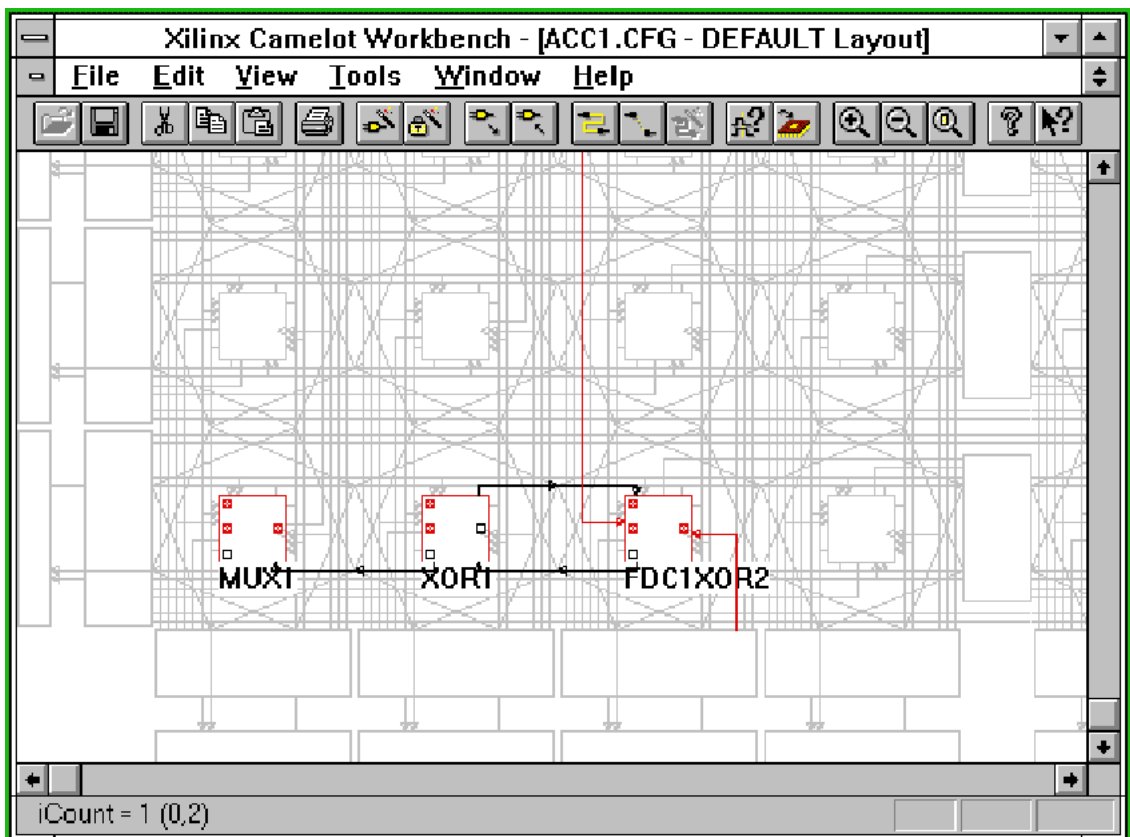 Xilinx Camelot Workbench - [ACC1.CFG - DEFAULT Layout]
File Edit View Tools Window Help
MUX1 XOR1 FDC1XOR2
iCount = 1 (0,2)